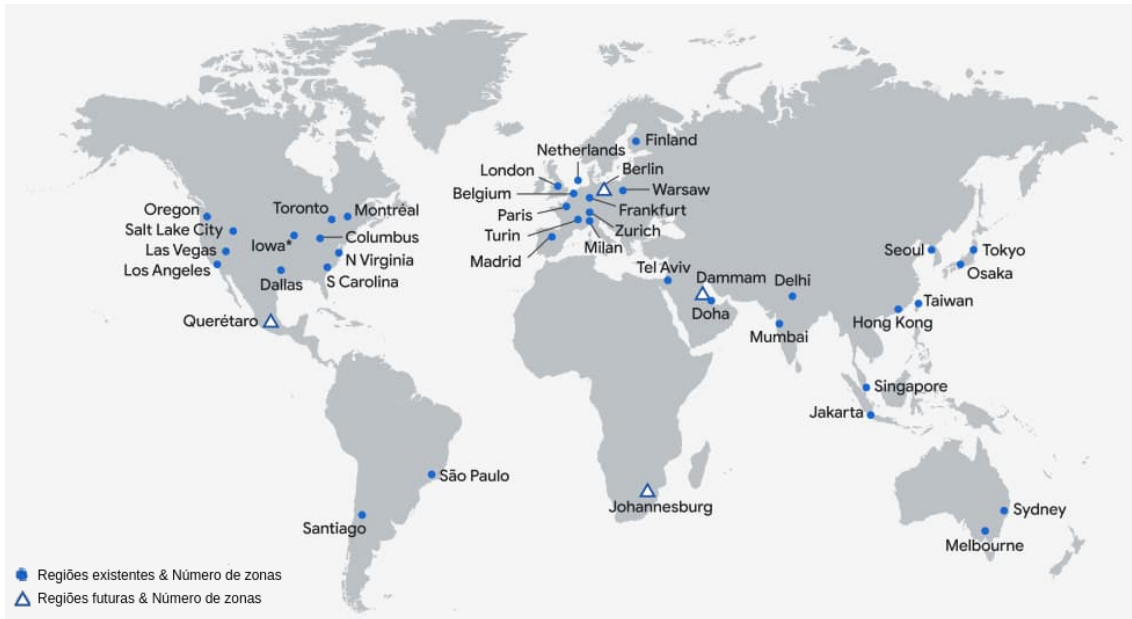 Finland
Netherlands
London
Berlin
Belgium
Warsaw
Paris
Frankfurt
Turin
Zurich
Milan
Madrid
Oregon
Toronto
Montréal
Salt Lake City
Iowa*
Columbus
Las Vegas
N Virginia
Los Angeles
Dallas
S Carolina
Querétaro
Tel Aviv
Dammam
Delhi
Doha
Mumbai
Seoul
Tokyo
Osaka
Taiwan
Hong Kong
Singapore
Jakarta
São Paulo
Santiago
Johannesburg
Sydney
Melbourne
Regiões existentes & Número de zonas
Regiões futuras & Número de zonas